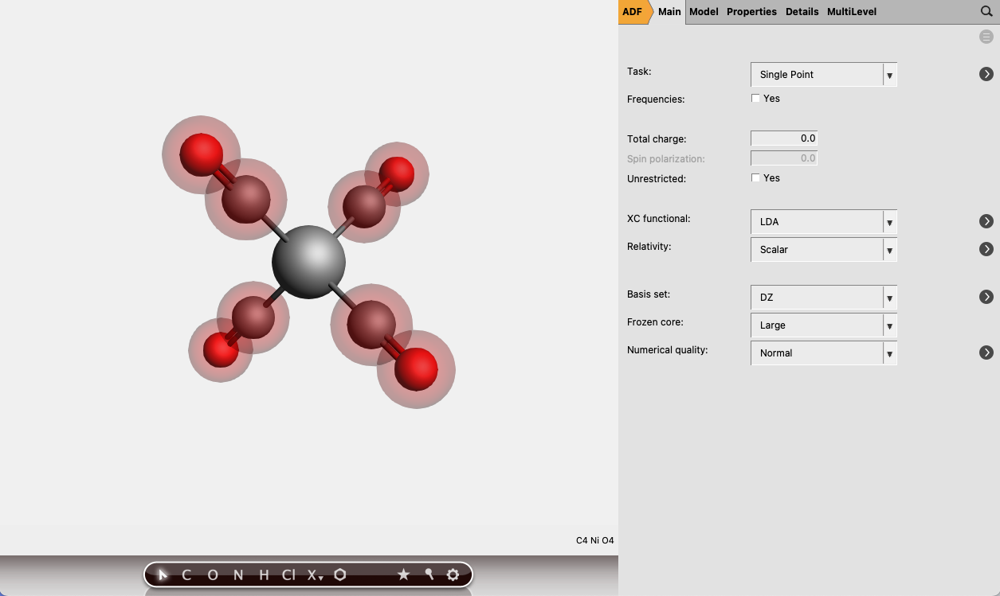 ADF Main Model Properties Details MultiLevel
Task: Single Point
Frequencies: Yes
Total charge: 0.0
Spin polarization: 0.0
Unrestricted: Yes
XC functional: LDA
Relativity: Scalar
Basis set: DZ
Frozen core: Large
Numerical quality: Normal
C4 Ni O4
C O N H Cl X